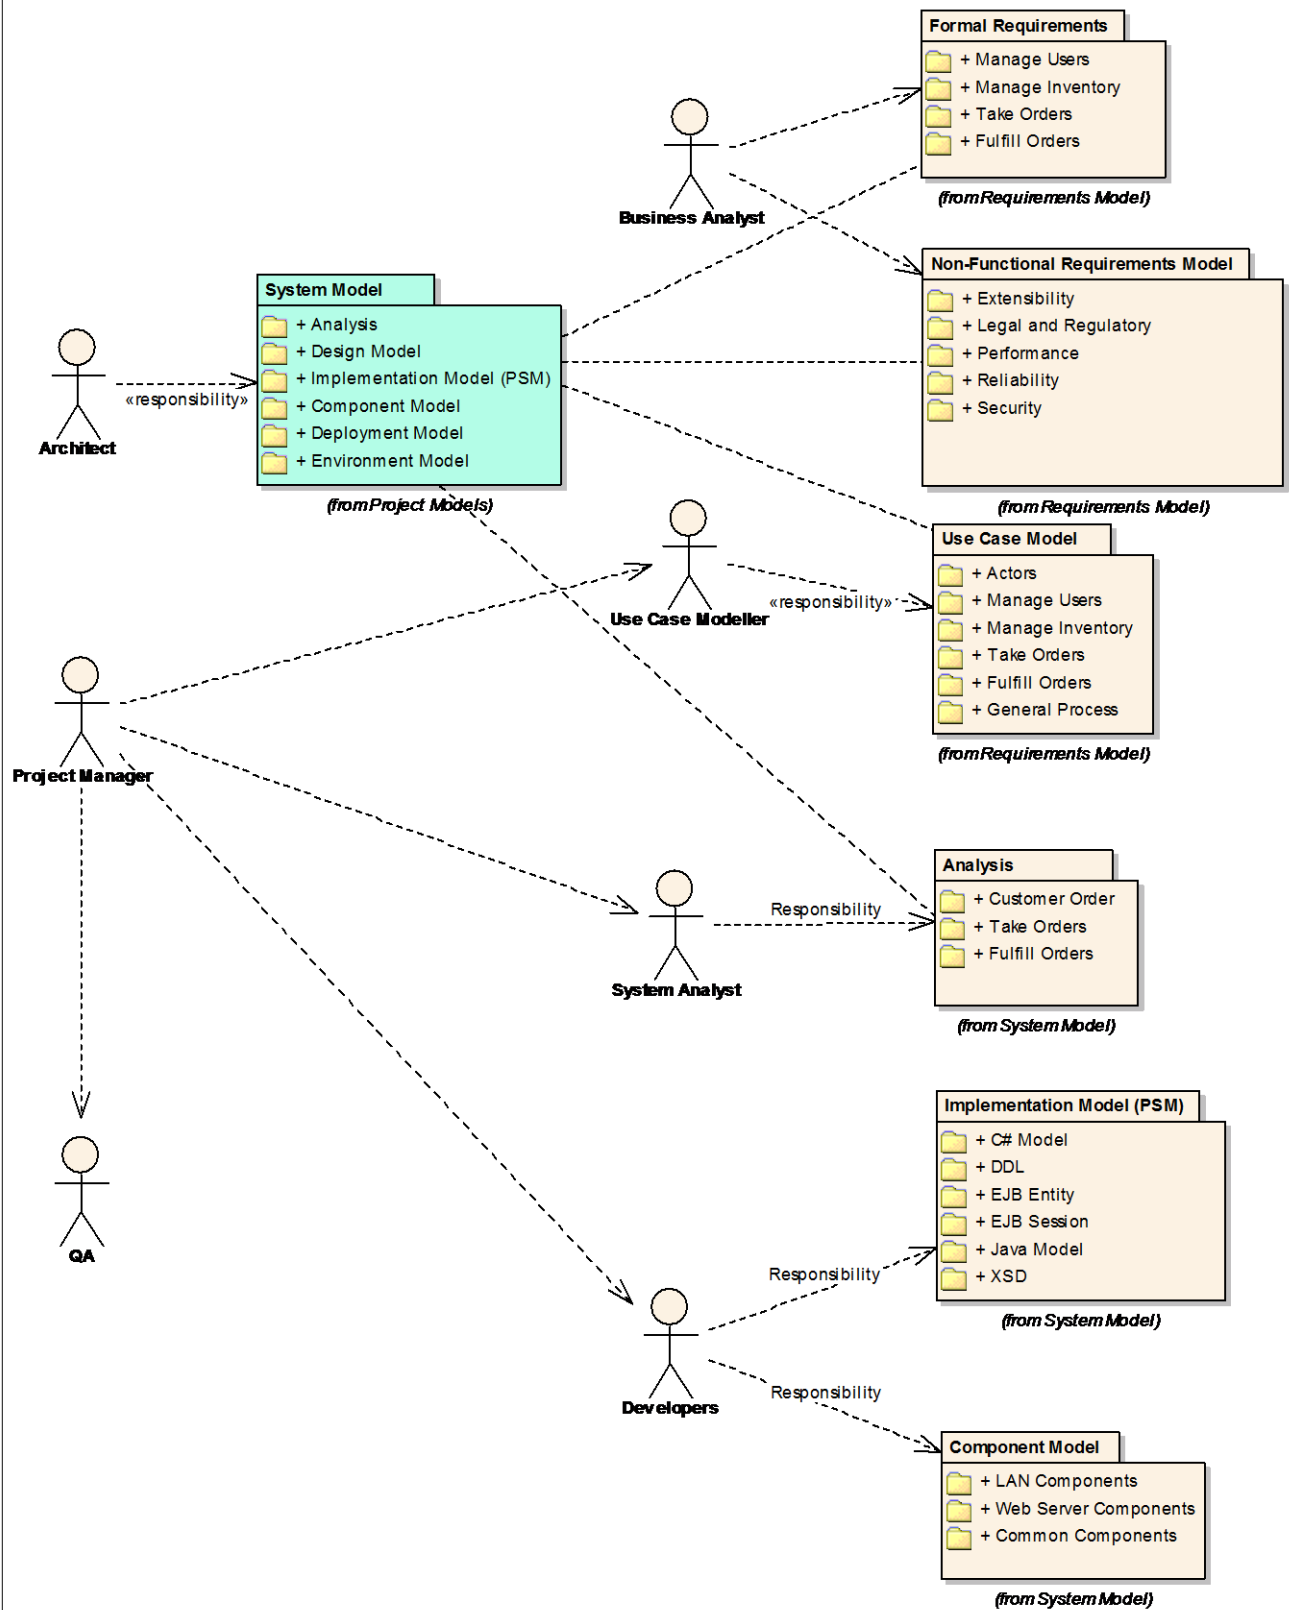 Formal Requirements
+ Manage Users
+ Manage Inventory
+ Take Orders
+ Fulfill Orders
(from Requirements Model)
Business Analyst
Non-Functional Requirements Model
+ Extensibility
+ Legal and Regulatory
+ Performance
+ Reliability
+ Security
(from Requirements Model)
System Model
+ Analysis
+ Design Model
+ Implementation Model (PSM)
+ Component Model
+ Deployment Model
+ Environment Model
(from Project Models)
«responsibility»
Architect
Use Case Model
+ Actors
+ Manage Users
+ Manage Inventory
+ Take Orders
+ Fulfill Orders
+ General Process
(from Requirements Model)
«responsibility»
Use Case Modeller
Project Manager
Analysis
+ Customer Order
+ Take Orders
+ Fulfill Orders
(from System Model)
Responsibility
System Analyst
Implementation Model (PSM)
+ C# Model
+ DDL
+ EJB Entity
+ EJB Session
+ Java Model
+ XSD
(from System Model)
QA
Responsibility
Developers
Responsibility
Component Model
+ LAN Components
+ Web Server Components
+ Common Components
(from System Model)